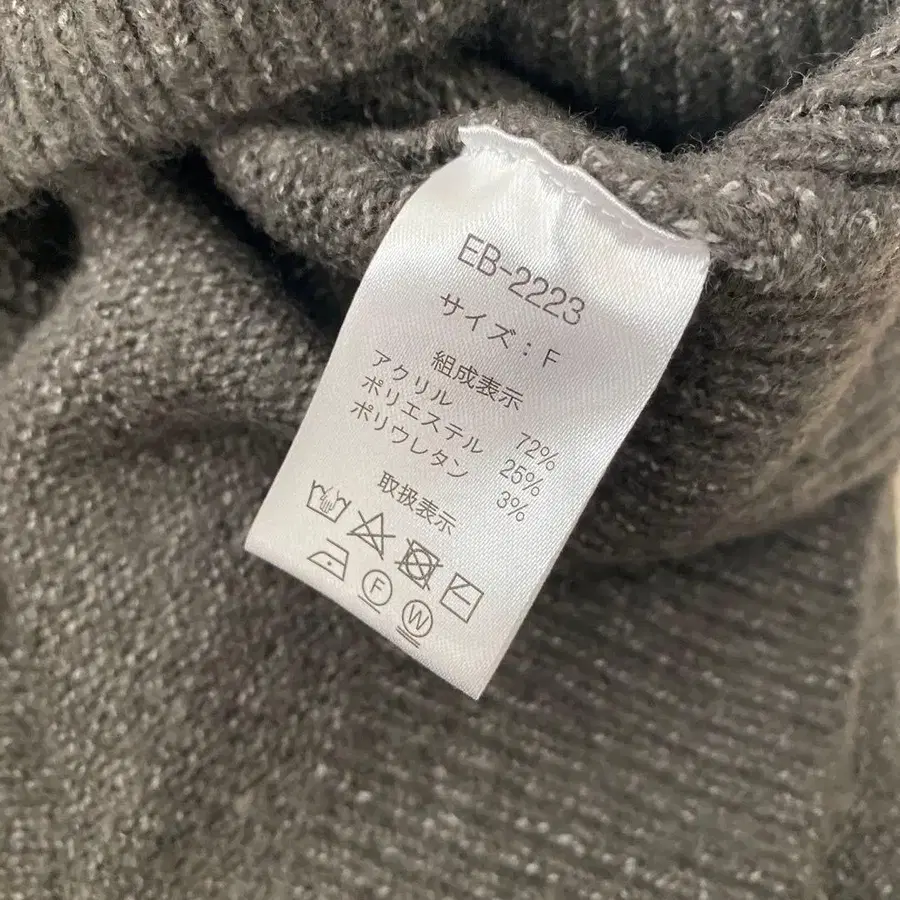 EB-2223
サイズ：F
組成表示
アクリル 72%
ポリエステル 25%
ポリウレタン 3%
取扱表示
F
W